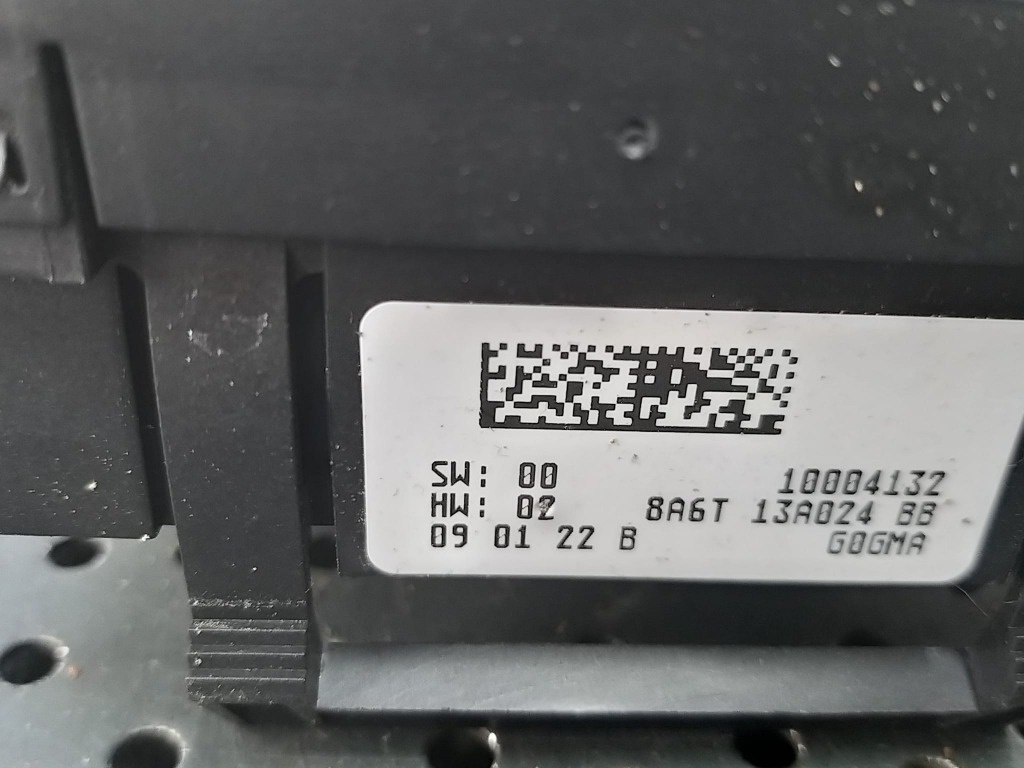 SW: 00 10004132
HW: 02 8A6T 13A024 BB
09 01 22 B G0GMA